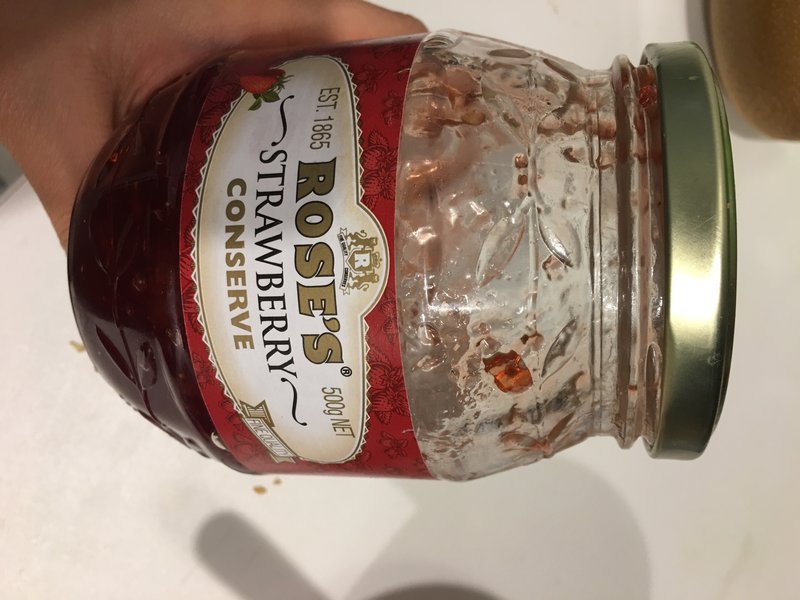 EST. 1865 500g NET
ROSE'S®
STRAWBERRY
CONSERVE